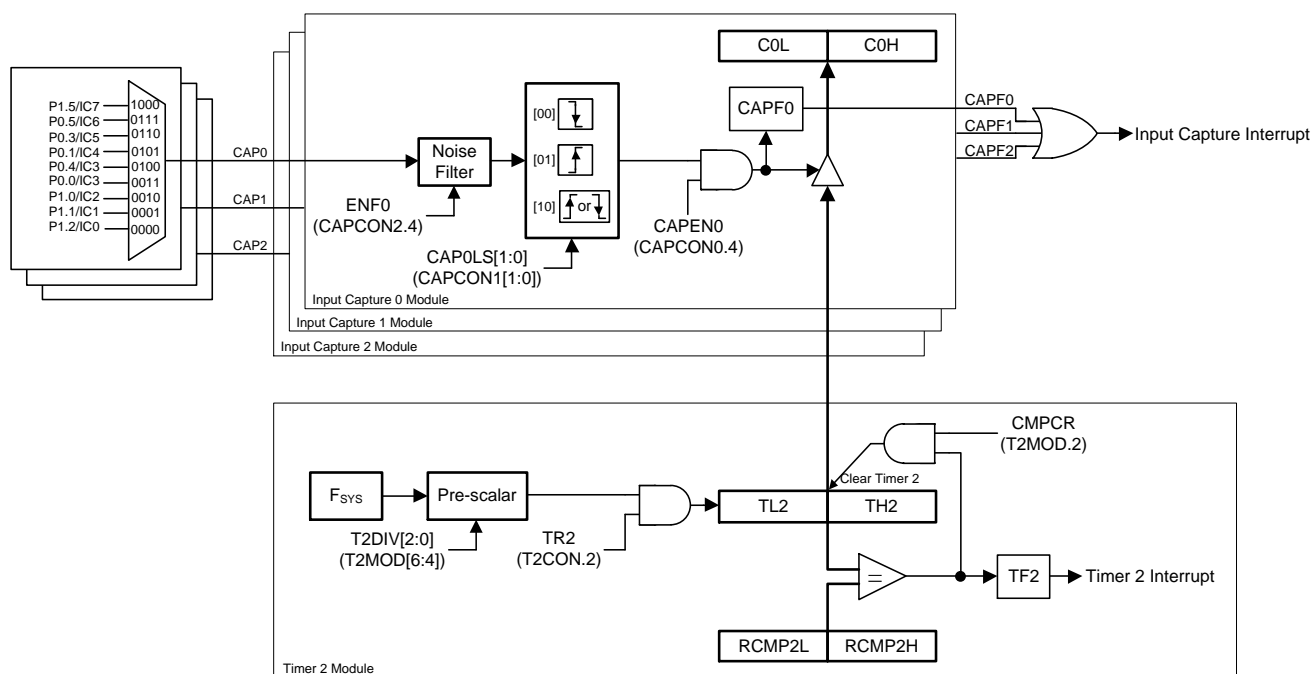 C0L C0H
P1.5/IC7 1000
P0.5/IC6 0111
P0.3/IC5 0110
P0.1/IC4 0101
P0.4/IC3 0100
P0.0/IC3 0011
P1.0/IC2 0010
P1.1/IC1 0001
P1.2/IC0 0000
CAP0
CAP1
CAP2
Noise
Filter
ENF0
(CAPCON2.4)
[00]
[01]
[10] or
CAP0LS[1:0]
(CAPCON1[1:0])
CAPEN0
(CAPCON0.4)
CAPF0
CAPF0
CAPF1
CAPF2
Input Capture Interrupt
Input Capture 0 Module
Input Capture 1 Module
Input Capture 2 Module
CMPCR
(T2MOD.2)
Clear Timer 2
FSYS
Pre-scalar
T2DIV[2:0]
(T2MOD[6:4])
TR2
(T2CON.2)
TL2 TH2
=
TF2
Timer 2 Interrupt
RCMP2L RCMP2H
Timer 2 Module